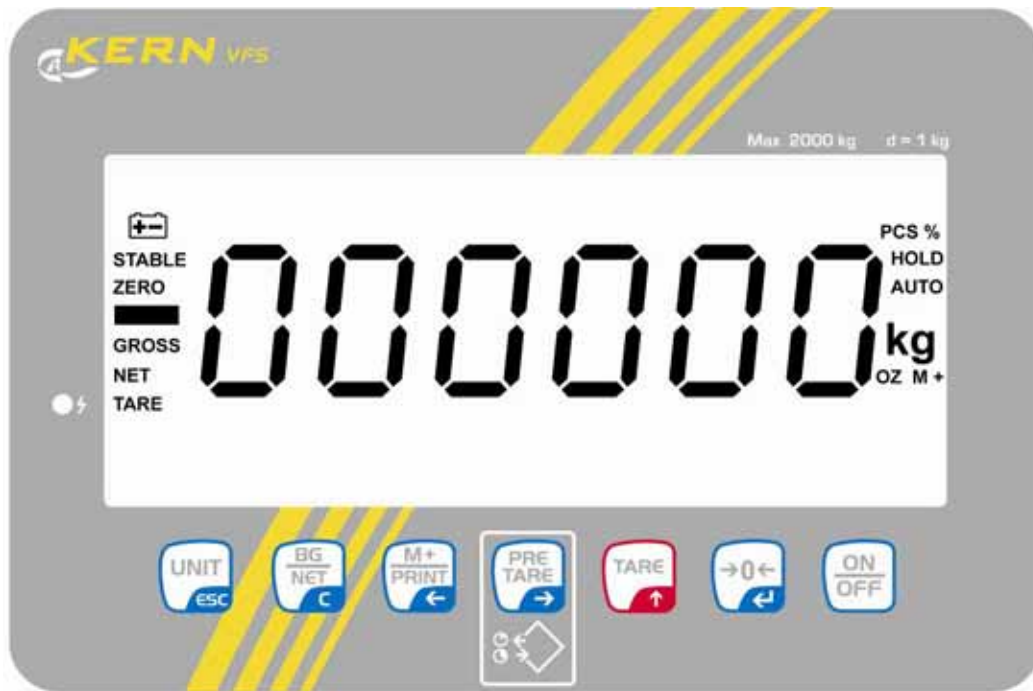 KERN VFS
Max 2000 kg d = 1 kg
PCS %
STABLE
HOLD
ZERO
AUTO
000000
GROSS
kg
NET
OZ M +
TARE
UNIT
ESC
BG
NET
C
M+
PRINT
←
PRE
TARE
→
TARE
↑
→0←
↵
ON
OFF